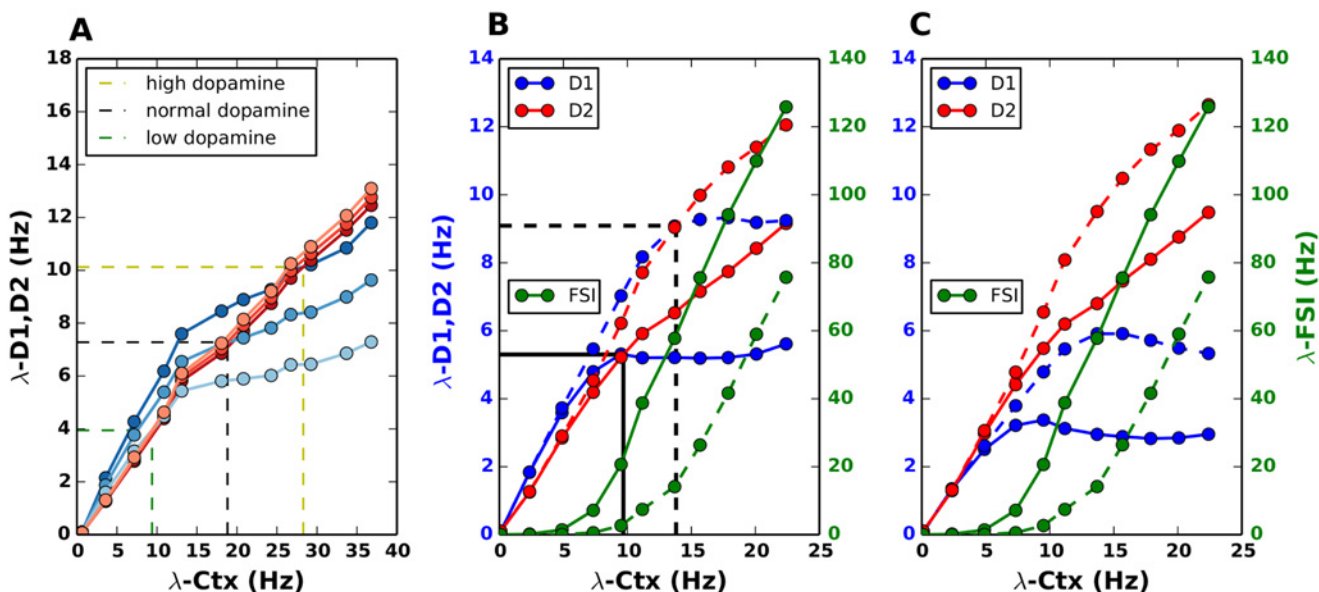 A
18
16
14
12
10
8
6
4
2
0
λ-D1,D2 (Hz)
high dopamine
normal dopamine
low dopamine
0 5 10 15 20 25 30 35 40
λ-Ctx (Hz)
B
14
12
10
8
6
4
2
0
λ-D1,D2 (Hz)
D1
D2
FSI
140
120
100
80
60
40
20
0
0 5 10 15 20 25
λ-Ctx (Hz)
C
14
12
10
8
6
4
2
0
D1
D2
FSI
140
120
100
80
60
40
20
0
λ-FSI (Hz)
0 5 10 15 20 25
λ-Ctx (Hz)